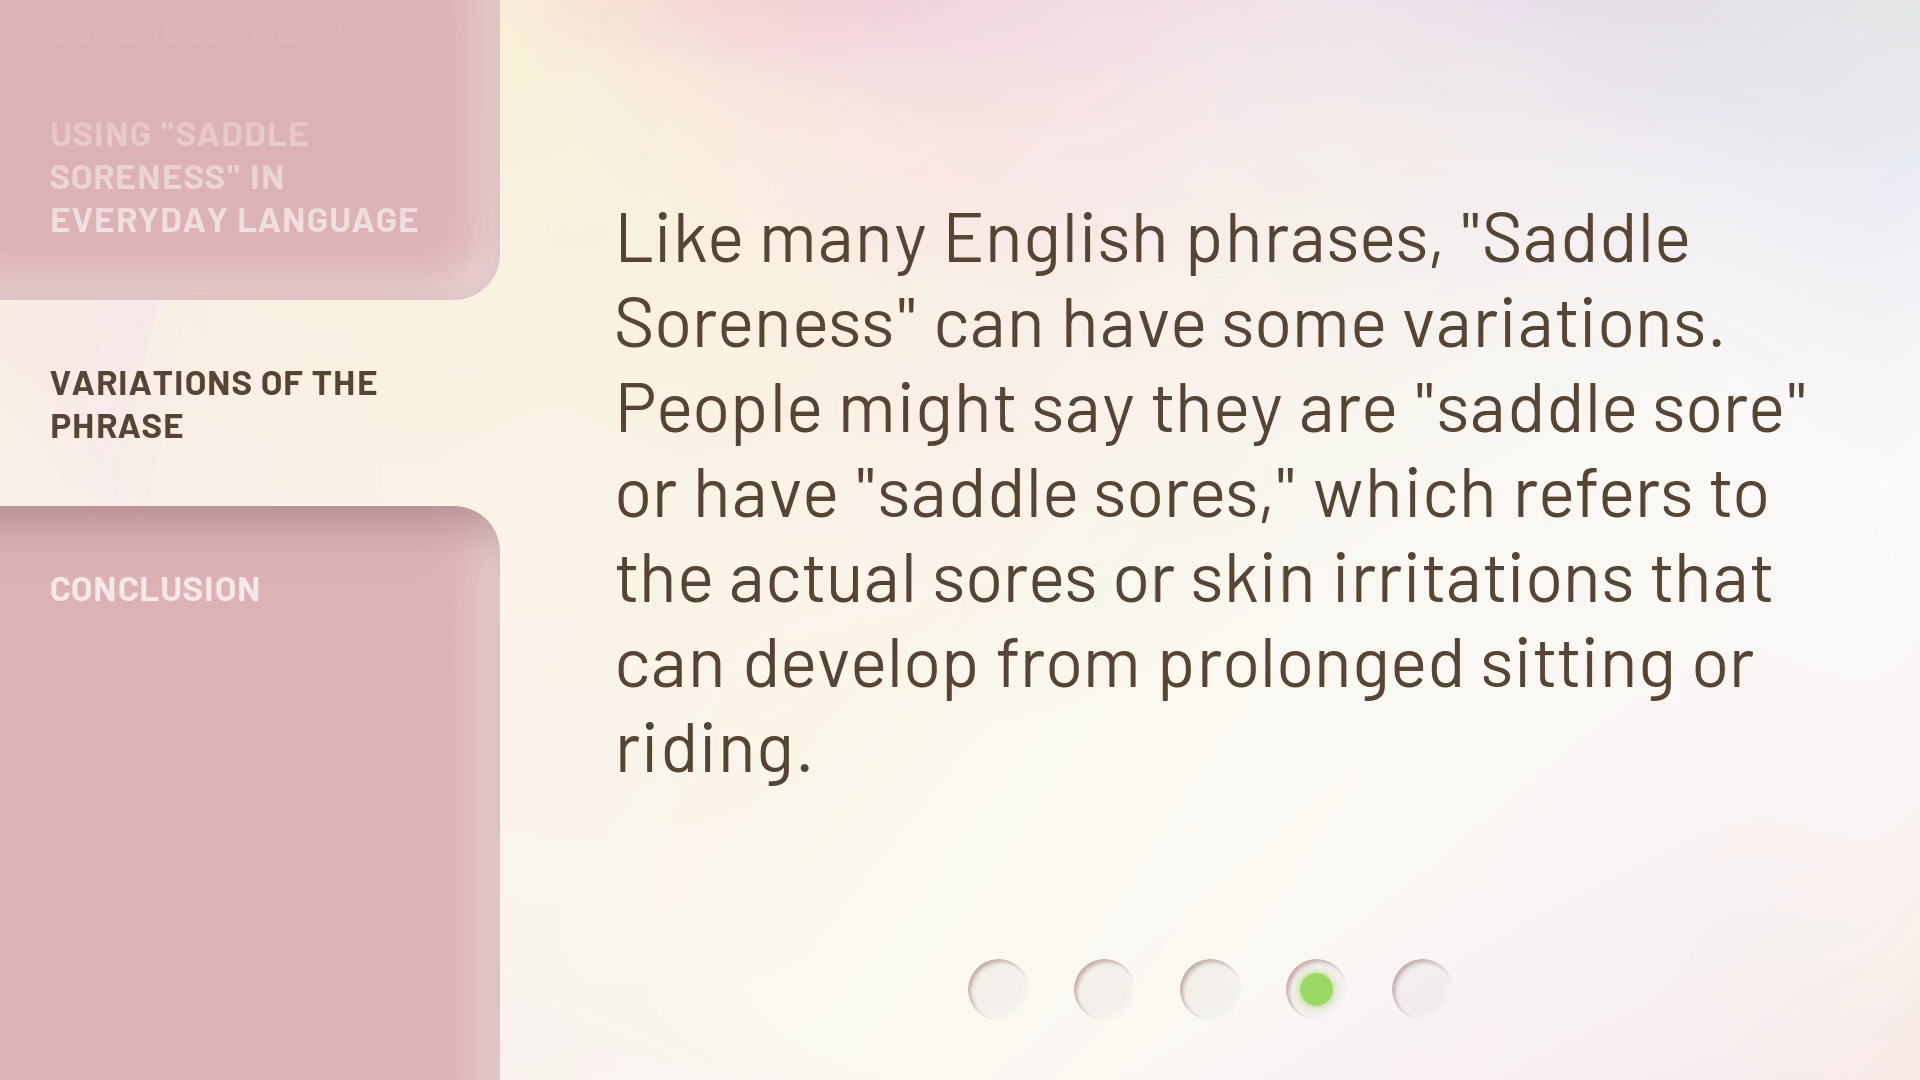 SORENESS" MEAN?
USING "SADDLE
SORENESS" IN
EVERYDAY LANGUAGE
VARIATIONS OF THE
PHRASE
CONCLUSION
Like many English phrases, "Saddle
Soreness" can have some variations.
People might say they are "saddle sore"
or have "saddle sores," which refers to
the actual sores or skin irritations that
can develop from prolonged sitting or
riding.